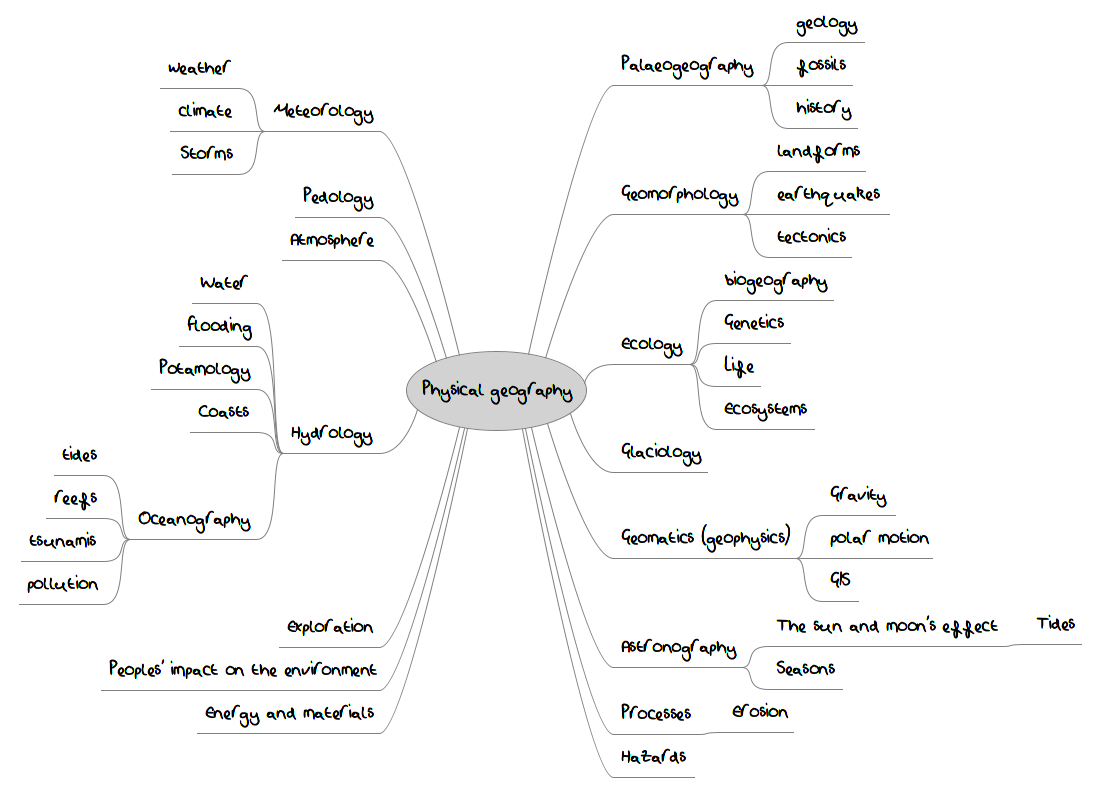 Physical geography
Meteorology
Weather
climate
Storms
Pedology
Atmosphere
Hydrology
Water
flooding
Potamology
Coasts
Oceanography
tides
reefs
tsunamis
pollution
Exploration
Peoples' impact on the environment
Energy and materials
Palaeogeography
geology
fossils
history
Geomorphology
landforms
earthquakes
tectonics
Ecology
biogeography
Genetics
Life
Ecosystems
Glaciology
Geomatics (geophysics)
Gravity
polar motion
GIS
Astronography
The sun and moon's effect
Tides
Seasons
Processes
Erosion
Hazards